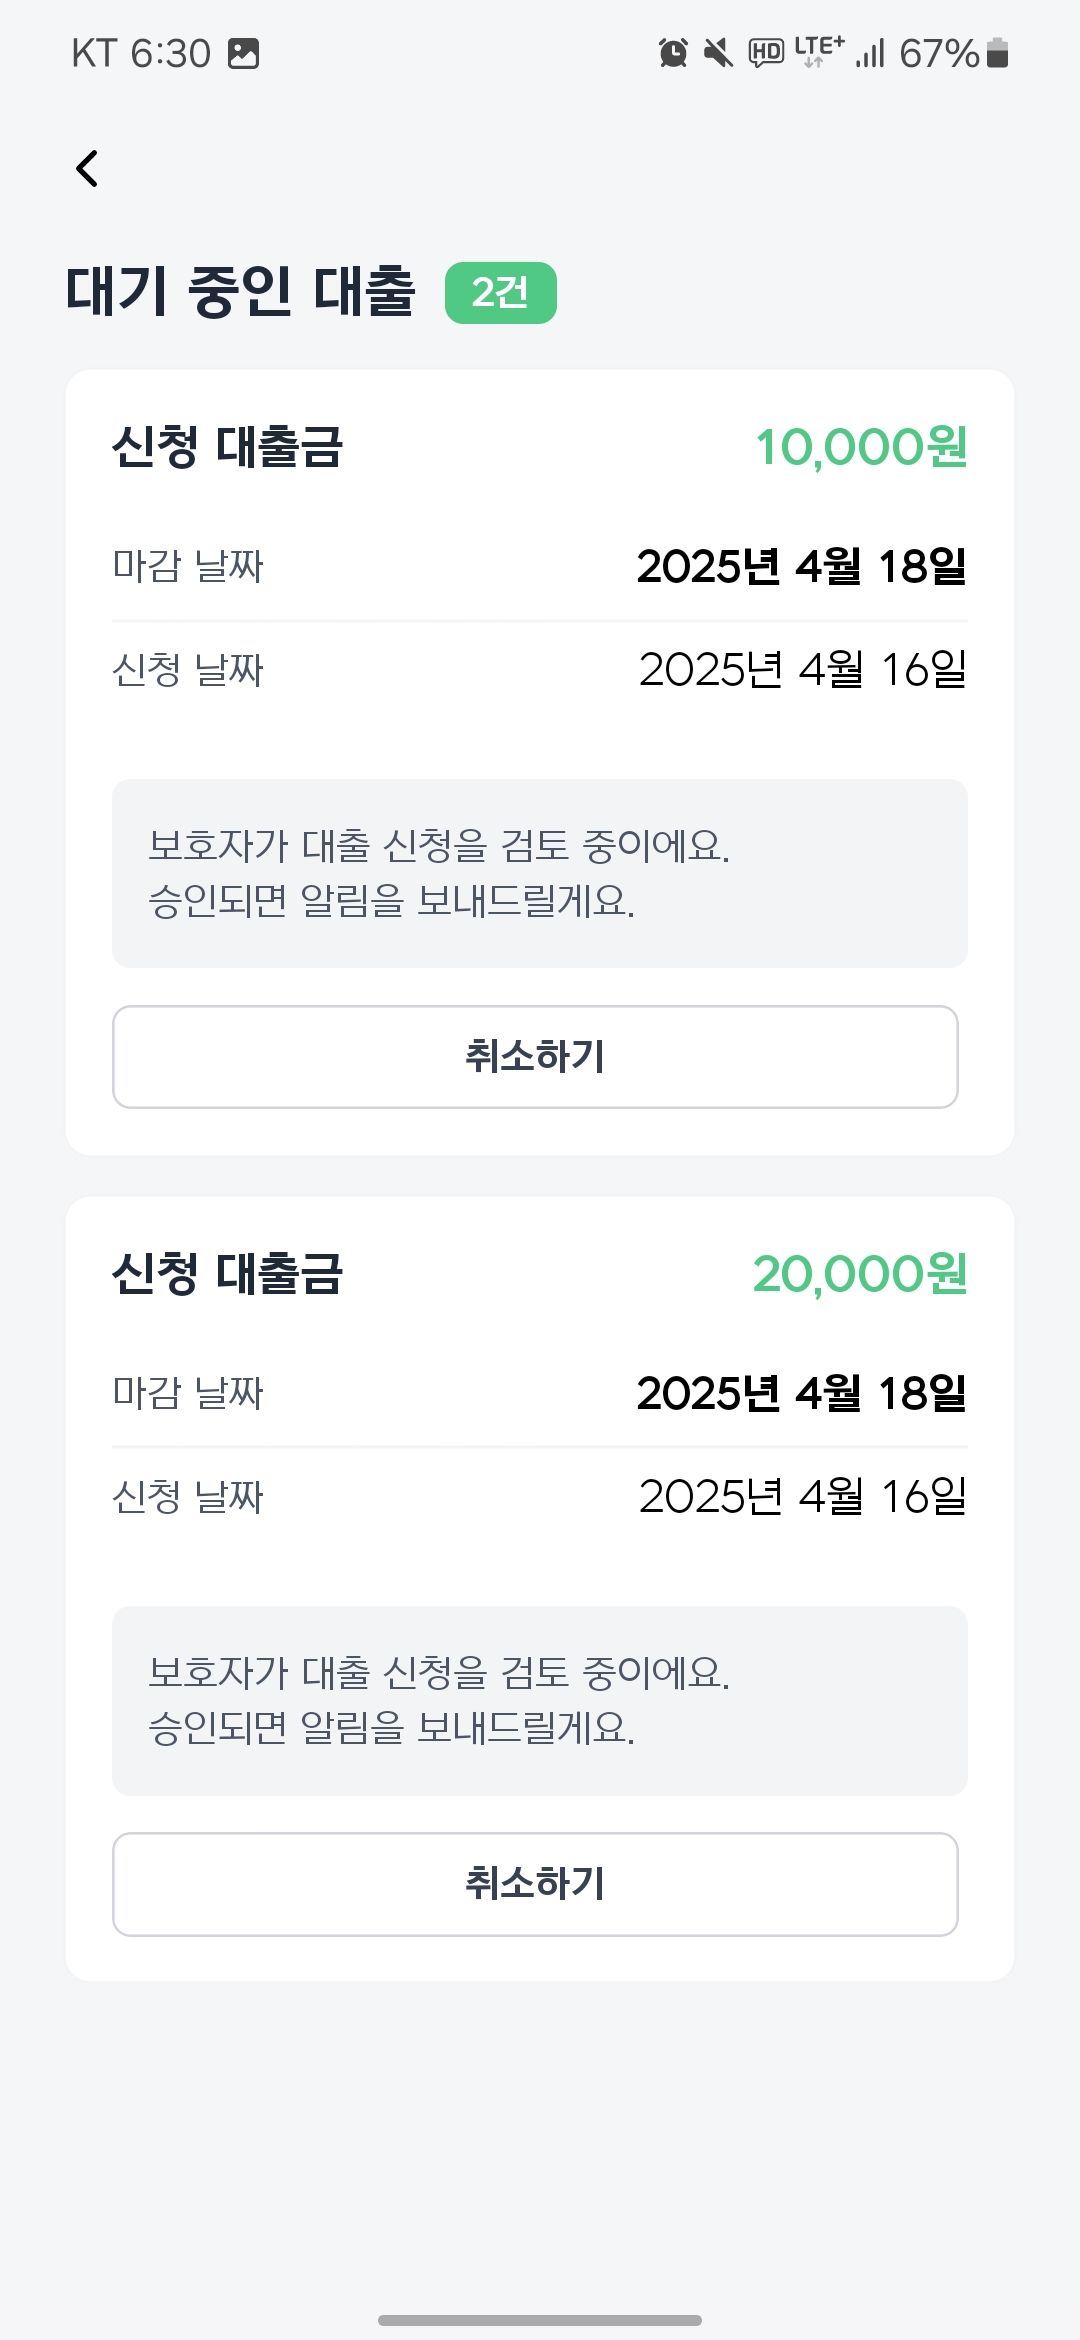 KT 6:30 HD LTE+ 67%
대기 중인 대출 2건
신청 대출금 10,000원
마감 날짜 2025년 4월 18일
신청 날짜 2025년 4월 16일
보호자가 대출 신청을 검토 중이에요.
승인되면 알림을 보내드릴게요.
취소하기
신청 대출금 20,000원
마감 날짜 2025년 4월 18일
신청 날짜 2025년 4월 16일
보호자가 대출 신청을 검토 중이에요.
승인되면 알림을 보내드릴게요.
취소하기